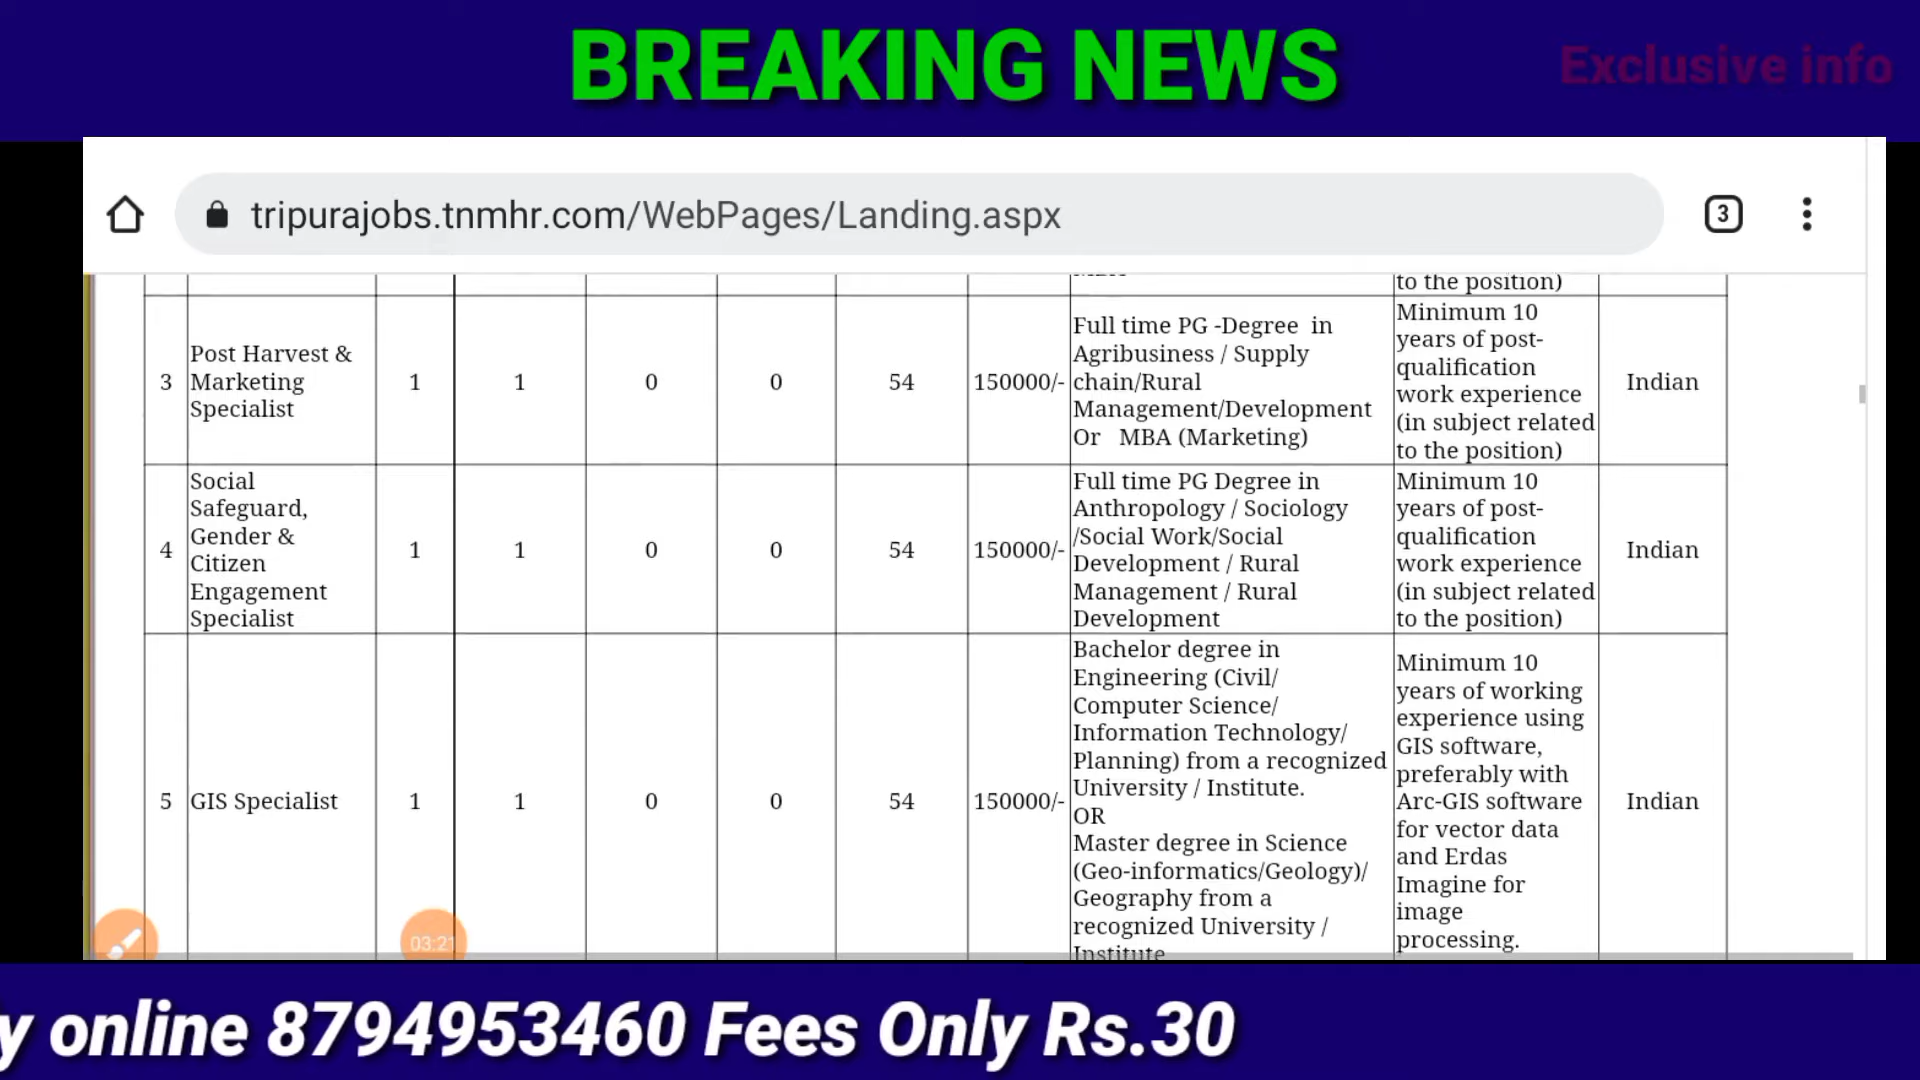 BREAKING NEWS
Exclusive info
tripurajobs.tnmhr.com/WebPages/Landing.aspx
3
to the position)
3
Post Harvest &
Marketing
Specialist
1
1
0
0
54
150000/-
Full time PG -Degree in
Agribusiness / Supply
chain/Rural
Management/Development
Or MBA (Marketing)
Minimum 10
years of post-
qualification
work experience
(in subject related
to the position)
Indian
4
Social
Safeguard,
Gender &
Citizen
Engagement
Specialist
1
1
0
0
54
150000/-
Full time PG Degree in
Anthropology / Sociology
/Social Work/Social
Development / Rural
Management / Rural
Development
Minimum 10
years of post-
qualification
work experience
(in subject related
to the position)
Indian
5
GIS Specialist
1
1
0
0
54
150000/-
Bachelor degree in
Engineering (Civil/
Computer Science/
Information Technology/
Planning) from a recognized
University / Institute.
OR
Master degree in Science
(Geo-informatics/Geology)/
Geography from a
recognized University /
Institute
Minimum 10
years of working
experience using
GIS software,
preferably with
Arc-GIS software
for vector data
and Erdas
Imagine for
image
processing.
Indian
03:21
y online 8794953460 Fees Only Rs.30